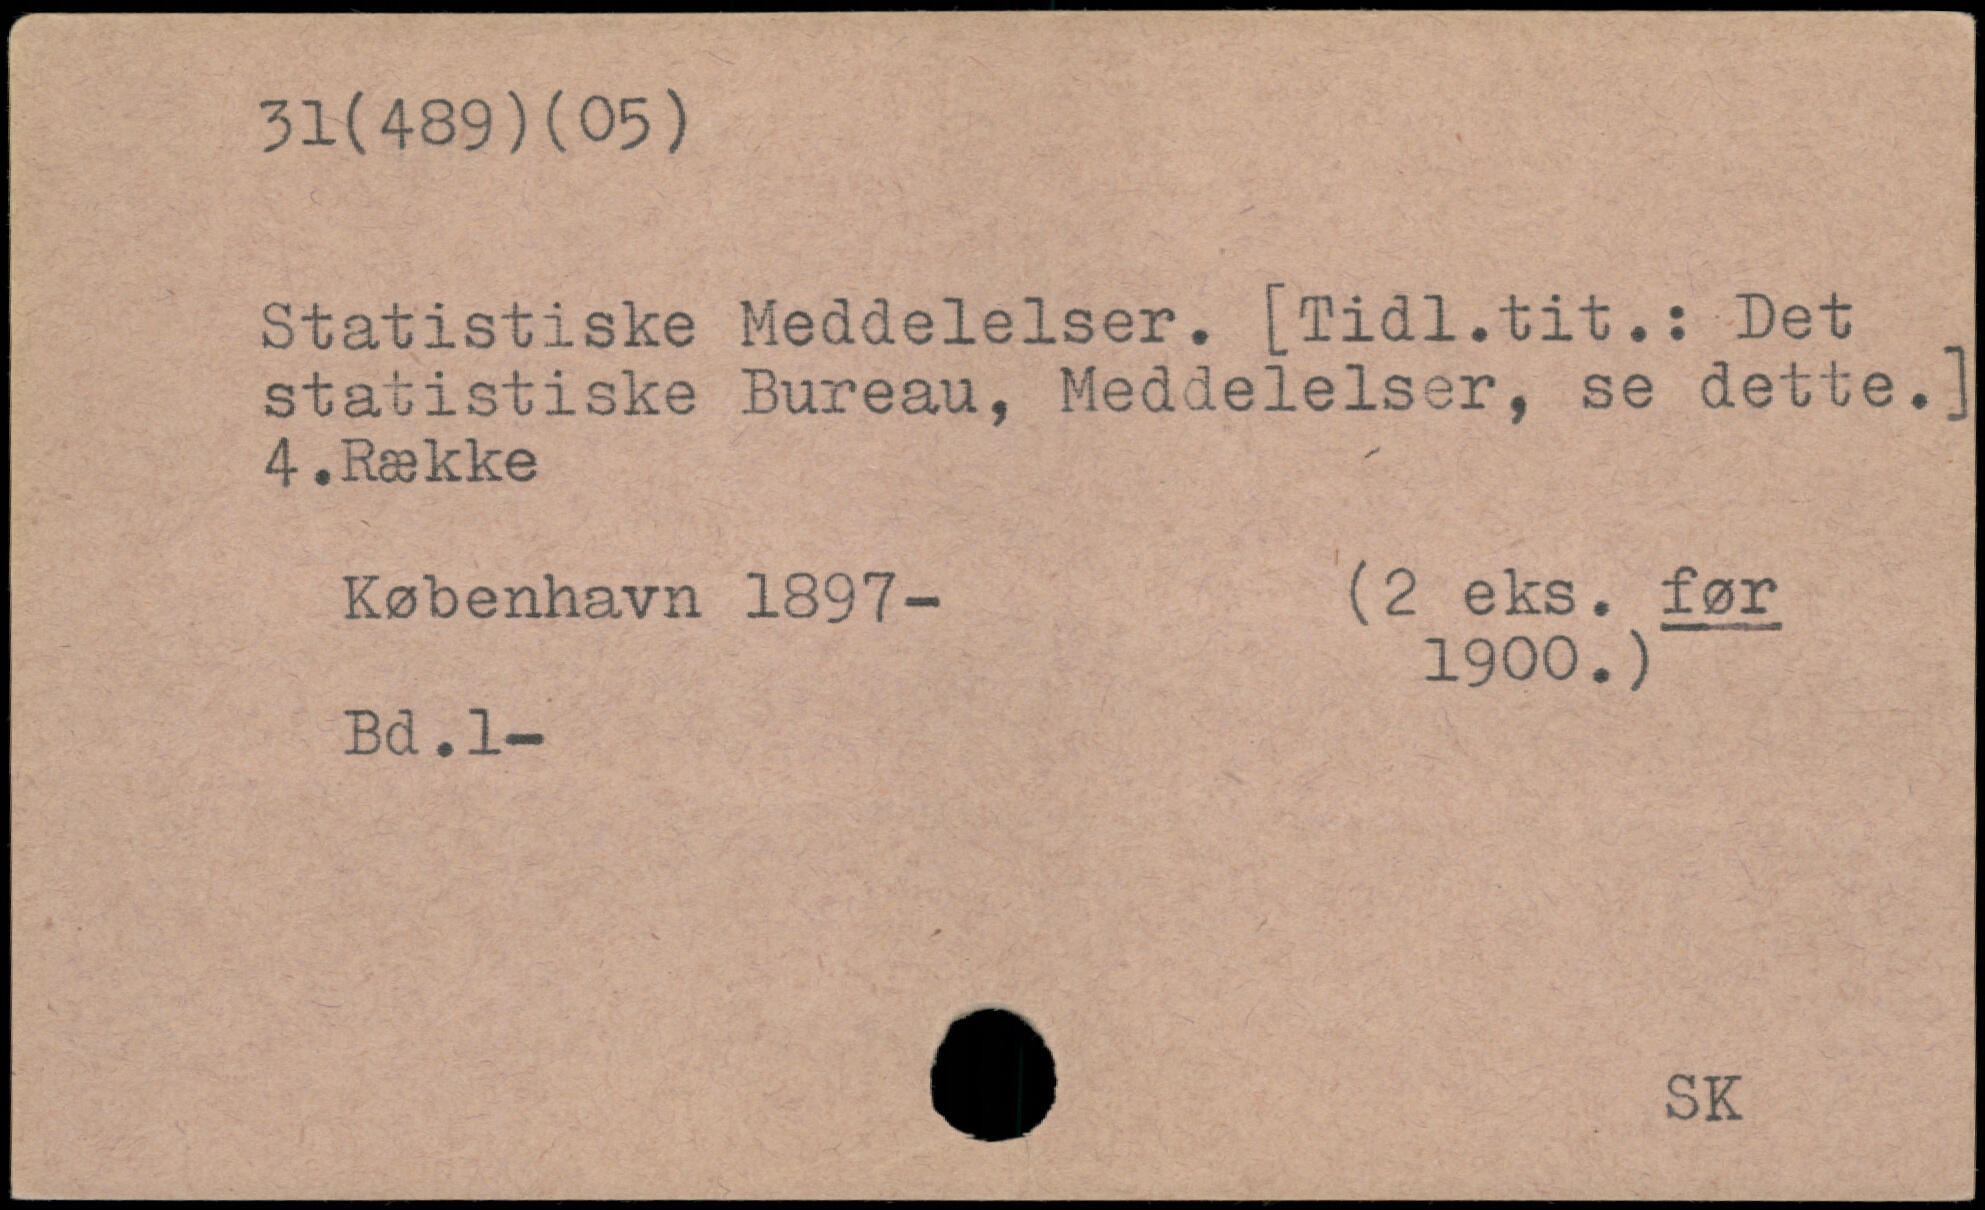 31(489)(05)
Statistiske Meddelelser. [Tidl.tit.: Det
statistiske Bureau, Meddelelser, se dette.]
4.Række
København 1897-
(2 eks. før
1900.)
Bd.1-
SK